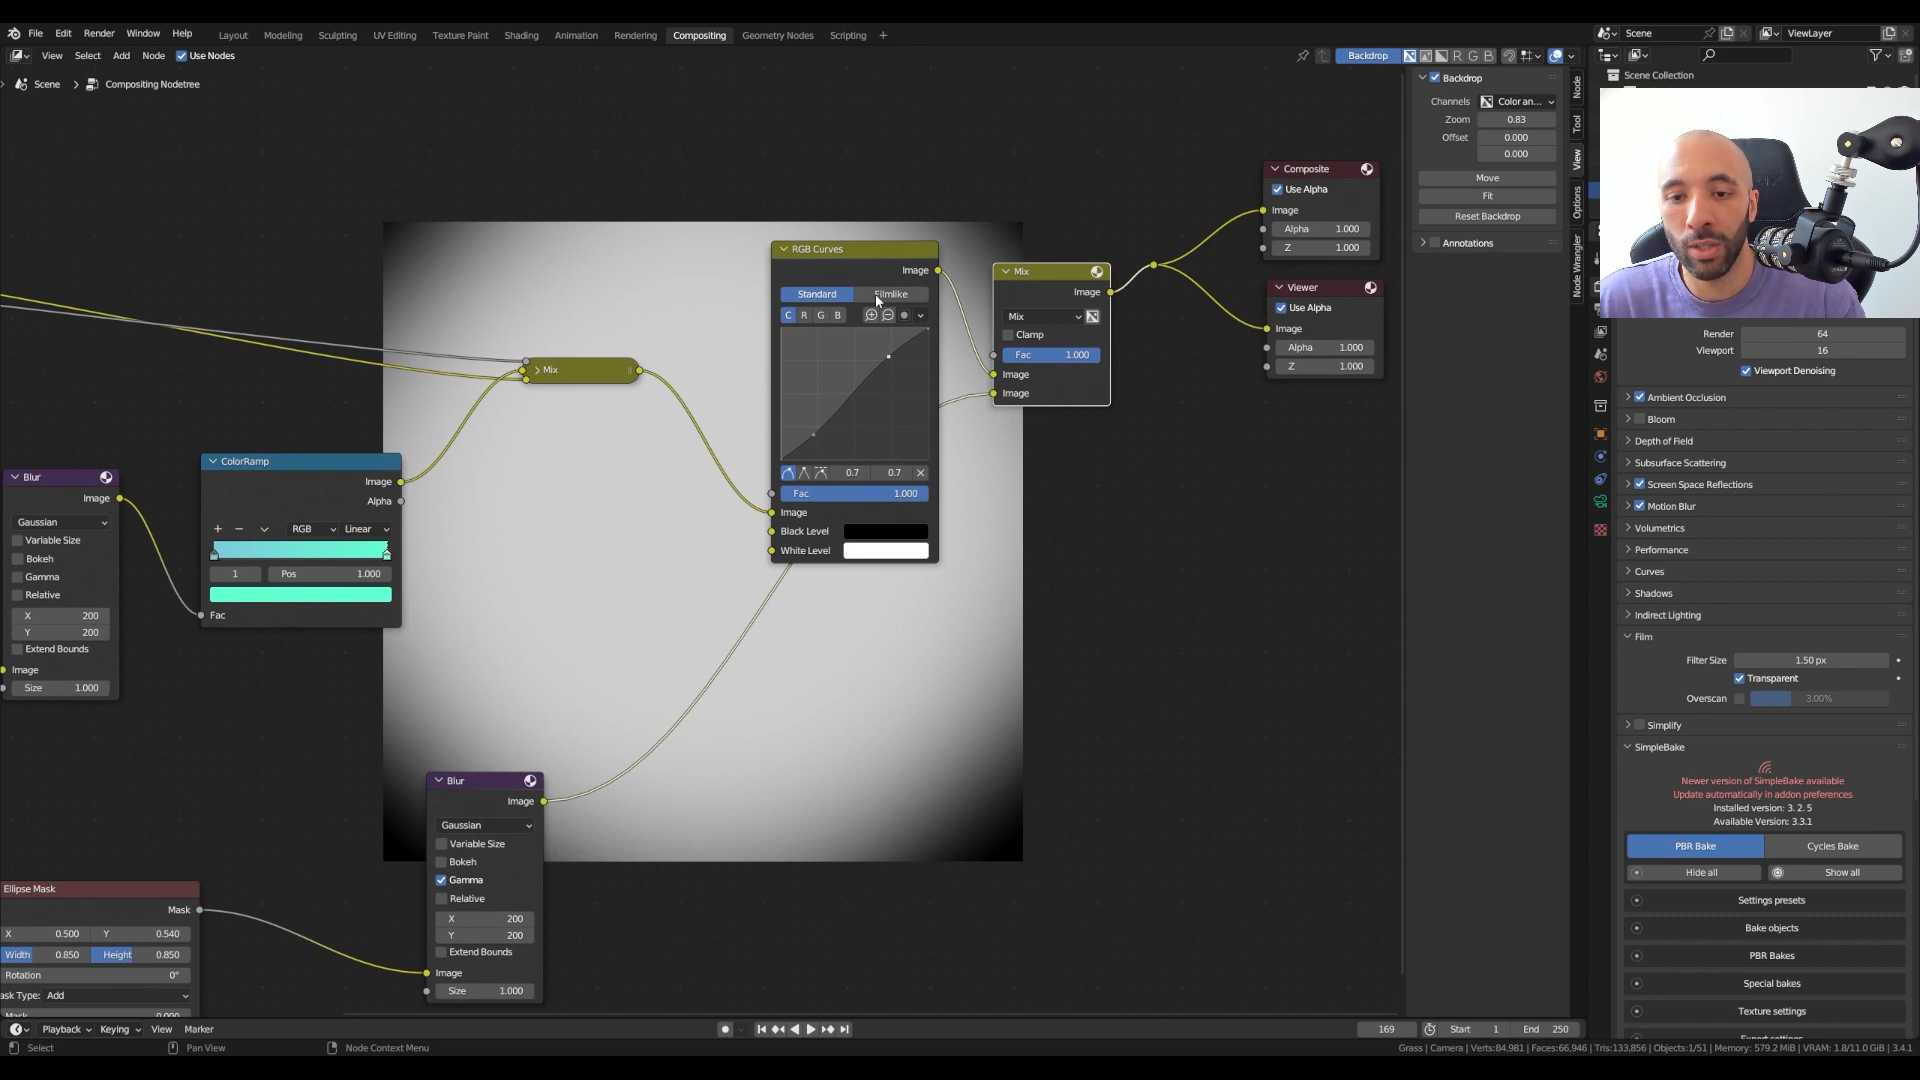 File Edit Render Window Help
Layout Modeling Sculpting UV Editing Texture Paint Shading Animation Rendering Compositing Geometry Nodes Scripting +
Scene ViewLayer
View Select Add Node Use Nodes
Backdrop R G B
Scene > Compositing Nodetree
Scene Collection
Backdrop
Channels Color an...
Zoom 0.83
Offset: 0.000
0.000
Move
Fit
Reset Backdrop
Annotations
Node
Tool
View
Options
Node Wrangler
Composite
Use Alpha
Image
Alpha 1.000
Z 1.000
Viewer
Use Alpha
Image
Alpha 1.000
Z 1.000
RGB Curves
Image
Standard Filmlike
C R G B
0.7 0.7
Fac 1.000
Image
Black Level
White Level
Mix
Image
Mix
Clamp
Fac 1.000
Image
Image
Mix
ColorRamp
Image
Alpha
+ − RGB Linear
1 Pos 1.000
Fac
Blur
Image
Gaussian
Variable Size
Bokeh
Gamma
Relative
X 200
Y 200
Extend Bounds
Image
Size 1.000
Blur
Image
Gaussian
Variable Size
Bokeh
Gamma
Relative
X 200
Y 200
Extend Bounds
Image
Size 1.000
Ellipse Mask
Mask
X 0.500 Y 0.540
Width 0.850 Height 0.850
Rotation 0°
ask Type: Add
Mask 0.000
Render 64
Viewport 16
Viewport Denoising
Ambient Occlusion
Bloom
Depth of Field
Subsurface Scattering
Screen Space Reflections
Motion Blur
Volumetrics
Performance
Curves
Shadows
Indirect Lighting
Film
Filter Size 1.50 px
Transparent
Overscan 3.00%
Simplify
SimpleBake
Newer version of SimpleBake available
Update automatically in addon preferences
Installed version: 3. 2. 5
Available Version: 3.3.1
PBR Bake Cycles Bake
Hide all Show all
Settings presets
Bake objects
PBR Bakes
Special bakes
Texture settings
Export settings
Playback Keying View Marker
169 Start 1 End 250
Select Pan View Node Context Menu
Grass | Camera | Verts:84,981 | Faces:66,946 | Tris:133,856 | Objects:1/51 | Memory: 579.2 MiB | VRAM: 1.8/11.0 GiB | 3.4.1